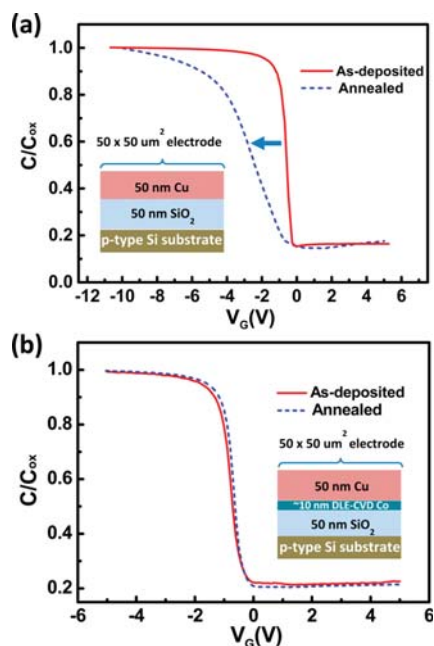 (a)
1.0
0.8
0.6
0.4
0.2
0.0
C/Cox
As-deposited
Annealed
50 x 50 um² electrode
50 nm Cu
50 nm SiO₂
p-type Si substrate
-12 -10 -8 -6 -4 -2 0 2 4 6
V_G(V)
(b)
1.0
0.8
0.6
0.4
0.2
C/Cox
As-deposited
Annealed
50 x 50 um² electrode
50 nm Cu
~10 nm DLE-CVD Co
50 nm SiO₂
p-type Si substrate
-6 -4 -2 0 2 4 6
V_G(V)